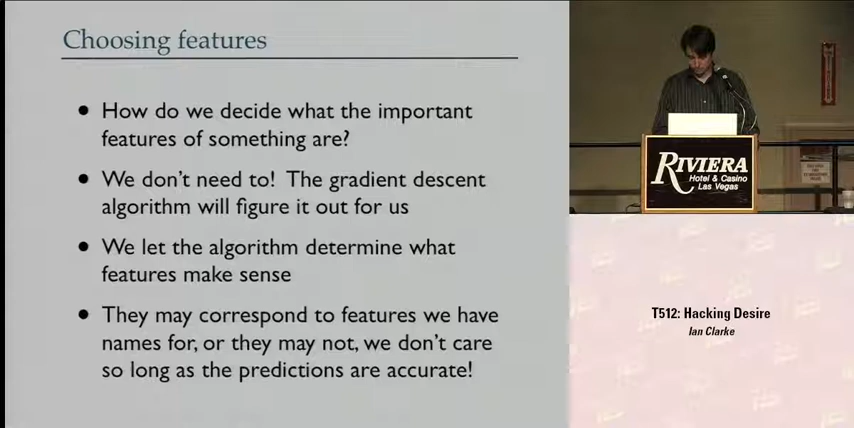 Choosing features
• How do we decide what the important
features of something are?
• We don't need to! The gradient descent
algorithm will figure it out for us
• We let the algorithm determine what
features make sense
• They may correspond to features we have
names for, or they may not, we don't care
so long as the predictions are accurate!
RIVIERA
Hotel & Casino
Las Vegas
T512: Hacking Desire
Ian Clarke